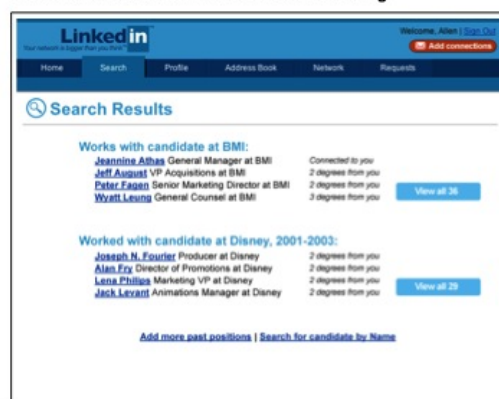 Linked in
Your network is bigger than you think
Welcome, Allen | Sign Out
Add connections
Home Search Profile Address Book Network Requests
Search Results
Works with candidate at BMI:
Jeannine Athas General Manager at BMI Connected to you
Jeff August VP Acquisitions at BMI 2 degrees from you
Peter Fagen Senior Marketing Director at BMI 2 degrees from you
Wyatt Leung General Counsel at BMI 3 degrees from you
View all 36
Worked with candidate at Disney, 2001-2003:
Joseph N. Fourier Producer at Disney 2 degrees from you
Alan Fry Director of Promotions at Disney 2 degrees from you
Lena Philips Marketing VP at Disney 2 degrees from you
Jack Levant Animations Manager at Disney 2 degrees from you
View all 29
Add more past positions | Search for candidate by Name